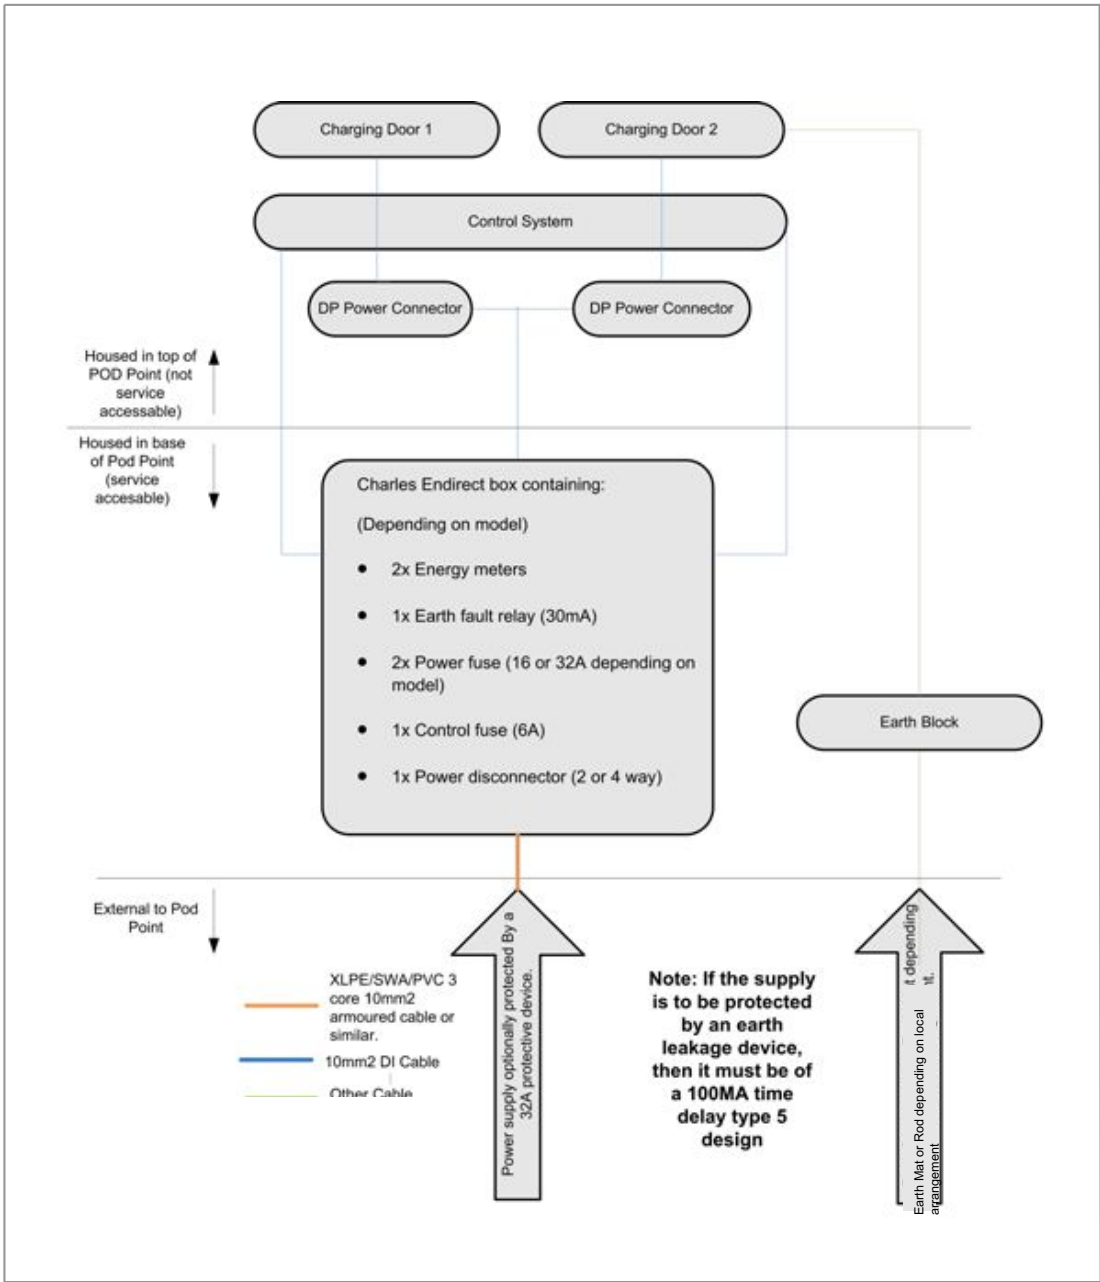 Charging Door 1
Charging Door 2
Control System
DP Power Connector
DP Power Connector
Housed in top of
POD Point (not
service
accessable)
Housed in base
of Pod Point
(service
accesable)
Charles Endirect box containing:
(Depending on model)
● 2x Energy meters
● 1x Earth fault relay (30mA)
● 2x Power fuse (16 or 32A depending on
model)
● 1x Control fuse (6A)
● 1x Power disconnector (2 or 4 way)
Earth Block
External to Pod
Point
XLPE/SWA/PVC 3
core 10mm2
armoured cable or
similar.
10mm2 DI Cable
Other Cable
Power supply optionally protected By a
32A protective device.
Note: If the supply
is to be protected
by an earth
leakage device,
then it must be of
a 100MA time
delay type 5
design
depending
Earth Mat or Rod depending on local
arrangement